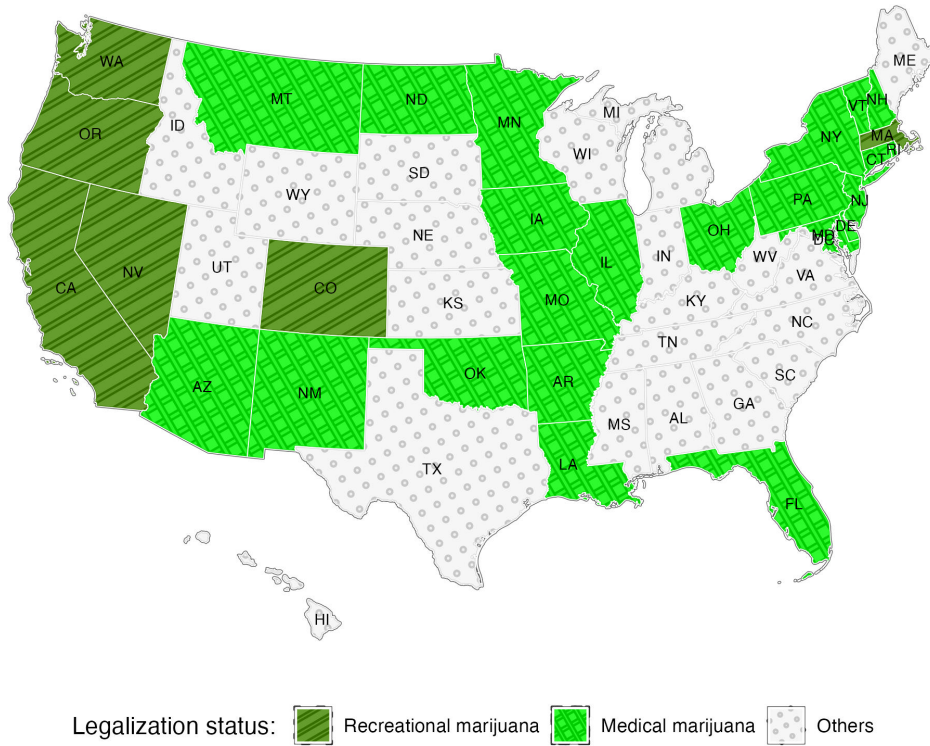 WA
MT
ND
MN
ME
OR
ID
SD
WI
MI
VT
NH
NY
MA
RI
CT
WY
IA
PA
NJ
NE
OH
DE
MD
DC
CA
NV
UT
CO
IL
IN
WV
VA
KS
MO
KY
NC
TN
AZ
NM
OK
AR
SC
MS
AL
GA
TX
LA
FL
HI
Legalization status: Recreational marijuana Medical marijuana Others